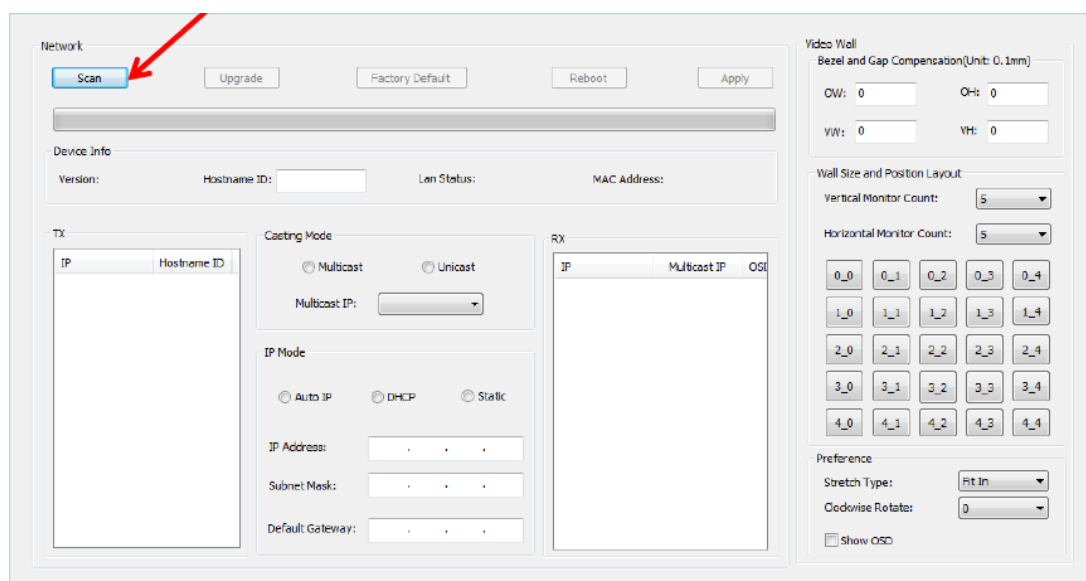 Network
Scan Upgrade Factory Default Reboot Apply
Device Info
Version: Hostname ID: Lan Status: MAC Address:
TX
IP Hostname ID
Casting Mode
Multicast Unicast
Multicast IP:
IP Mode
Auto IP DHCP Static
IP Address: . . .
Subnet Mask: . . .
Default Gateway: . . .
RX
IP Multicast IP OSD
Video Wall
Bezel and Gap Compensation(Unit: 0.1mm)
OW: 0 OH: 0
VW: 0 VH: 0
Wall Size and Position Layout
Vertical Monitor Count: 5
Horizontal Monitor Count: 5
0_0 0_1 0_2 0_3 0_4
1_0 1_1 1_2 1_3 1_4
2_0 2_1 2_2 2_3 2_4
3_0 3_1 3_2 3_3 3_4
4_0 4_1 4_2 4_3 4_4
Preference
Stretch Type: Fit In
Clockwise Rotate: 0
Show OSD